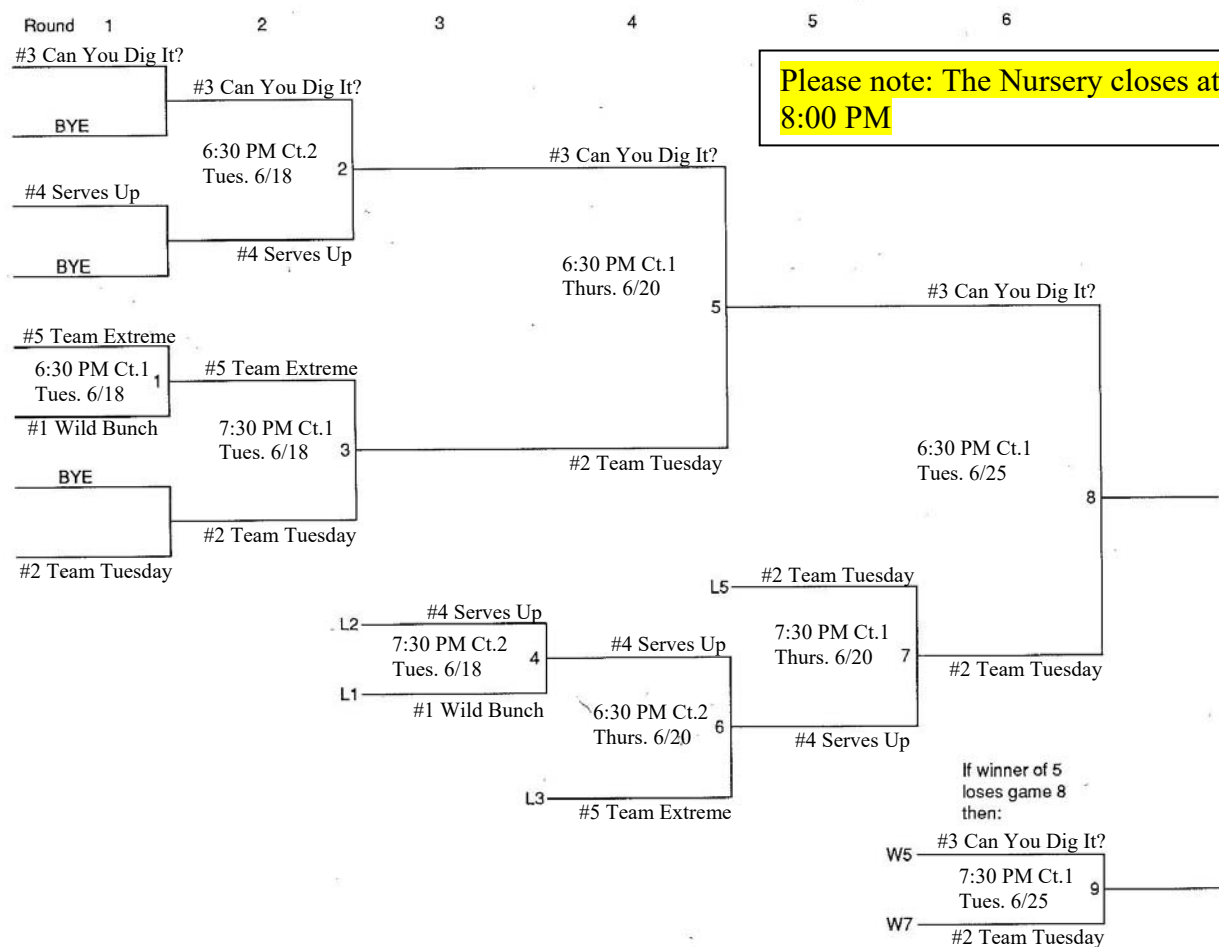 Round 1 2 3 4 5 6
#3 Can You Dig It?
BYE
#3 Can You Dig It?
6:30 PM Ct.2
Tues. 6/18
2
#4 Serves Up
BYE
#4 Serves Up
#3 Can You Dig It?
Please note: The Nursery closes at
8:00 PM
6:30 PM Ct.1
Thurs. 6/20
5
#3 Can You Dig It?
#5 Team Extreme
6:30 PM Ct.1
Tues. 6/18
1
#1 Wild Bunch
#5 Team Extreme
7:30 PM Ct.1
Tues. 6/18
3
BYE
#2 Team Tuesday
#2 Team Tuesday
#2 Team Tuesday
6:30 PM Ct.1
Tues. 6/25
8
L2
#4 Serves Up
7:30 PM Ct.2
Tues. 6/18
4
L1
#1 Wild Bunch
#4 Serves Up
6:30 PM Ct.2
Thurs. 6/20
6
L3
#5 Team Extreme
L5
#2 Team Tuesday
7:30 PM Ct.1
Thurs. 6/20
7
#4 Serves Up
#2 Team Tuesday
If winner of 5
loses game 8
then:
W5
#3 Can You Dig It?
7:30 PM Ct.1
Tues. 6/25
9
W7
#2 Team Tuesday